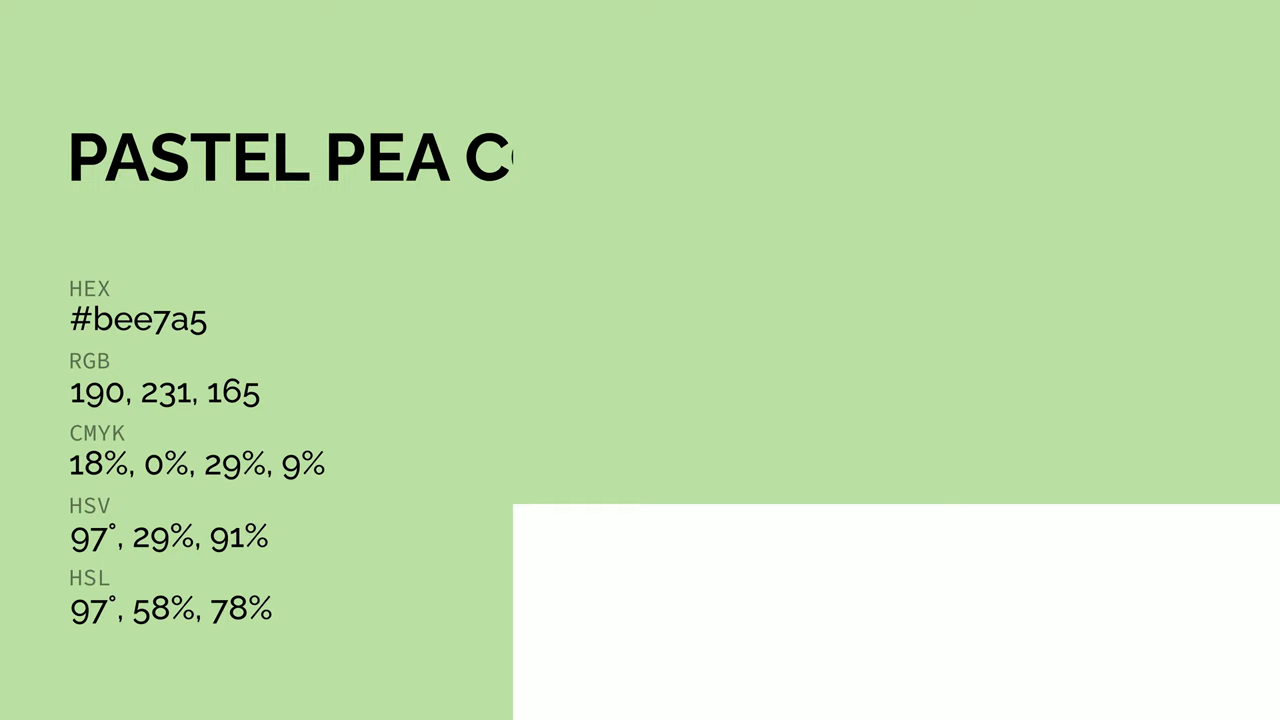 PASTEL PEA C
HEX
#bee7a5
RGB
190, 231, 165
CMYK
18%, 0%, 29%, 9%
HSV
97°, 29%, 91%
HSL
97°, 58%, 78%